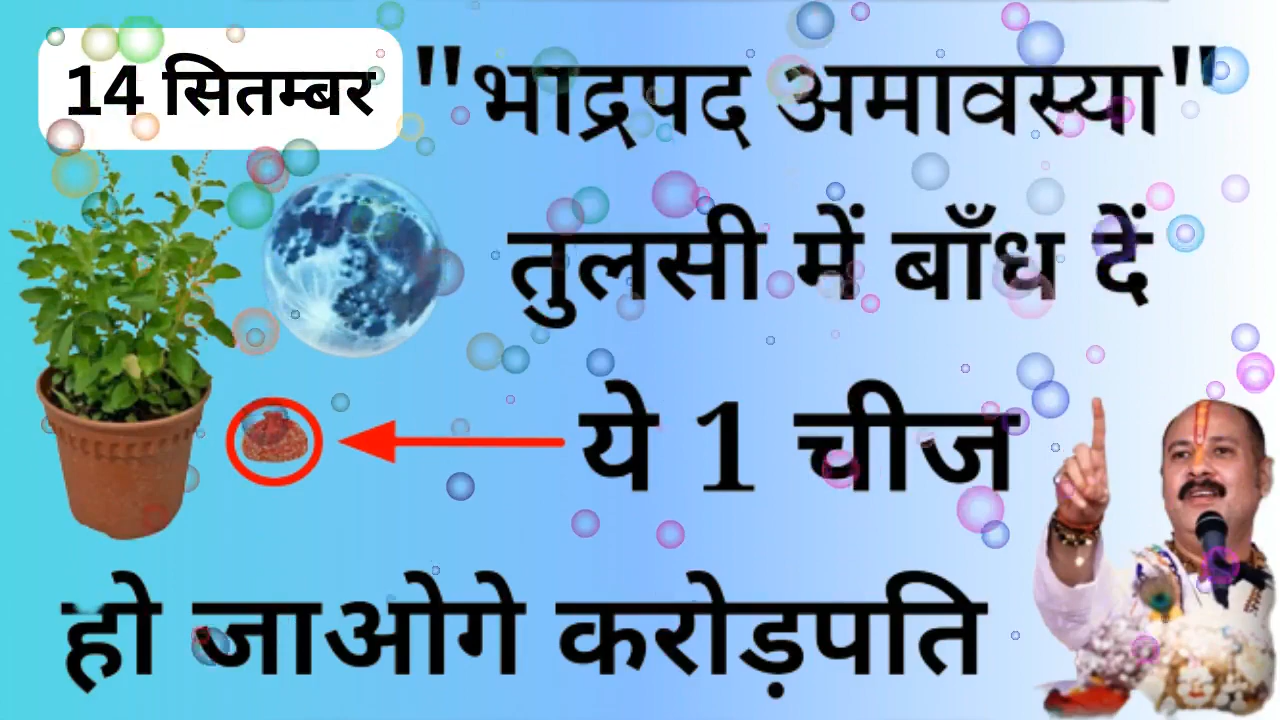 14 सितम्बर "भाद्रपद अमावस्या"
तुलसी में बाँध दें
ये 1 चीज
हो जाओगे करोड़पति